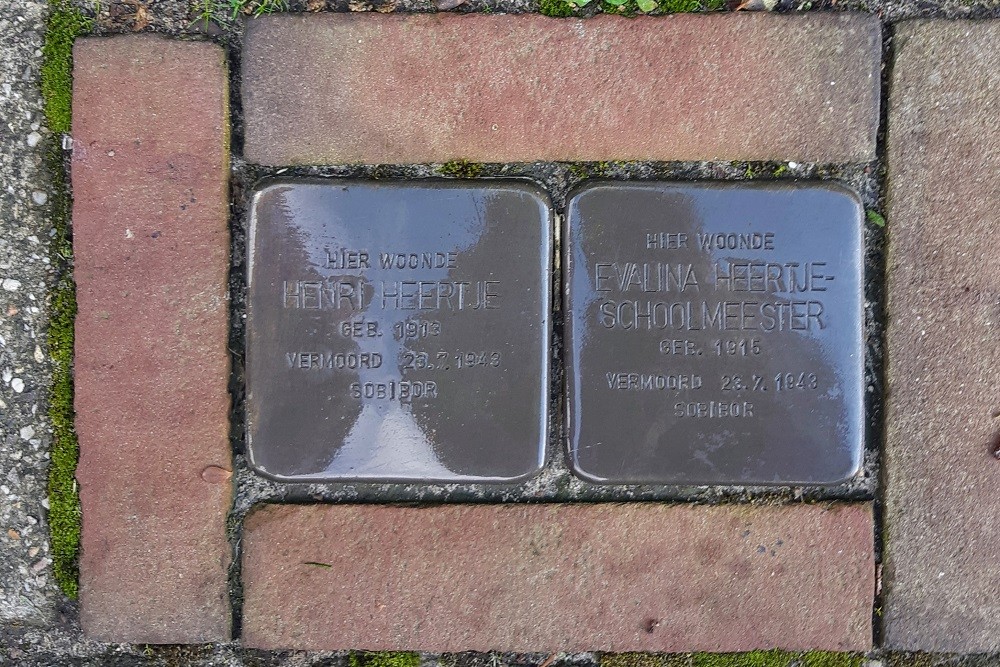 HIER WOONDE
HENRI HEERTJE
GEB. 1913
VERMOORD 23.7.1943
SOBIBOR
HIER WOONDE
EVALINA HEERTJE-
SCHOOLMEESTER
GEB. 1915
VERMOORD 23.7.1943
SOBIBOR